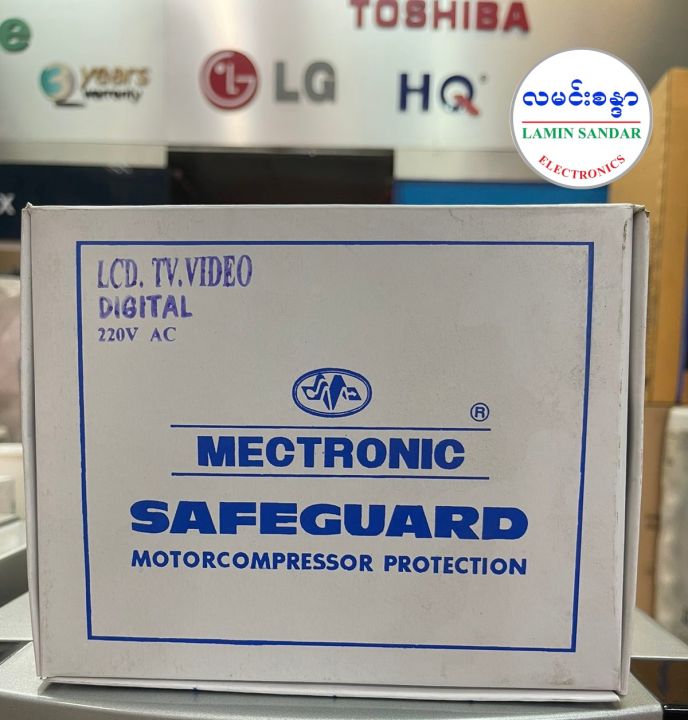 TOSHIBA
e
2 years
warranty
LG
HQ
လမင်းစန္ဒာ
LAMIN SANDAR
ELECTRONICS
X
LCD. TV.VIDEO
DIGITAL
220V AC
®
MECTRONIC
SAFEGUARD
MOTORCOMPRESSOR PROTECTION